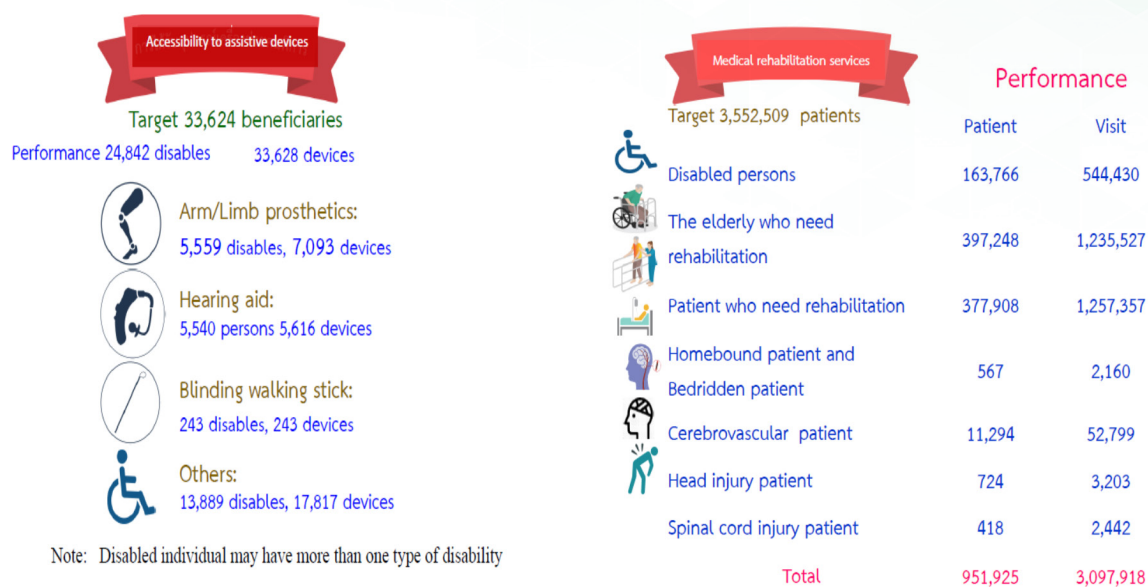 Accessibility to assistive devices
Target 33,624 beneficiaries
Performance 24,842 disables 33,628 devices
Arm/Limb prosthetics:
5,559 disables, 7,093 devices
Hearing aid:
5,540 persons 5,616 devices
Blinding walking stick:
243 disables, 243 devices
Others:
13,889 disables, 17,817 devices
Note: Disabled individual may have more than one type of disability
Medical rehabilitation services
Performance
Target 3,552,509 patients
Patient Visit
Disabled persons 163,766 544,430
The elderly who need
rehabilitation 397,248 1,235,527
Patient who need rehabilitation 377,908 1,257,357
Homebound patient and
Bedridden patient 567 2,160
Cerebrovascular patient 11,294 52,799
Head injury patient 724 3,203
Spinal cord injury patient 418 2,442
Total 951,925 3,097,918